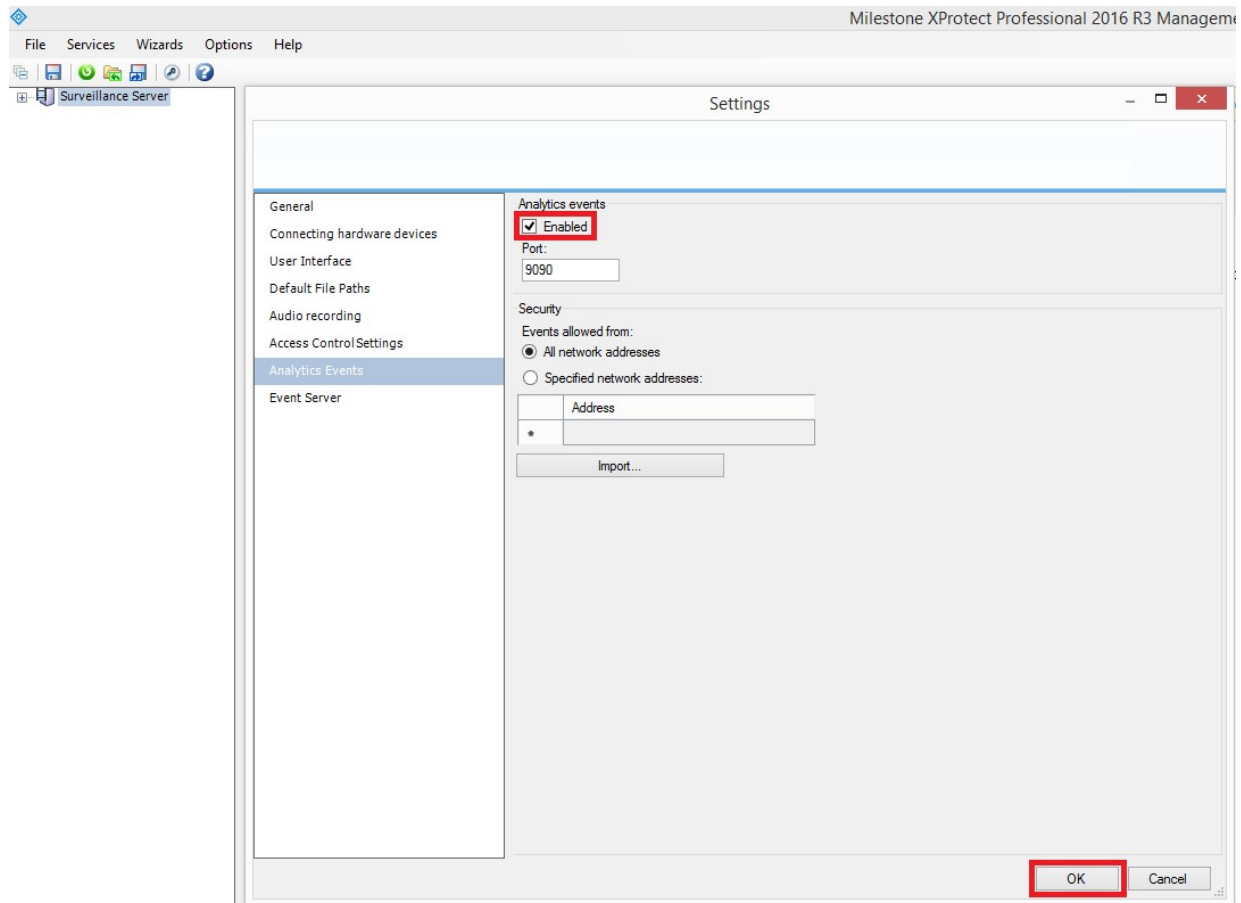 Milestone XProtect Professional 2016 R3 Manageme
File Services Wizards Options Help
Surveillance Server
Settings
General
Connecting hardware devices
User Interface
Default File Paths
Audio recording
Access Control Settings
Analytics Events
Event Server
Analytics events
Enabled
Port:
9090
Security
Events allowed from:
All network addresses
Specified network addresses:
Address
*
Import...
OK Cancel